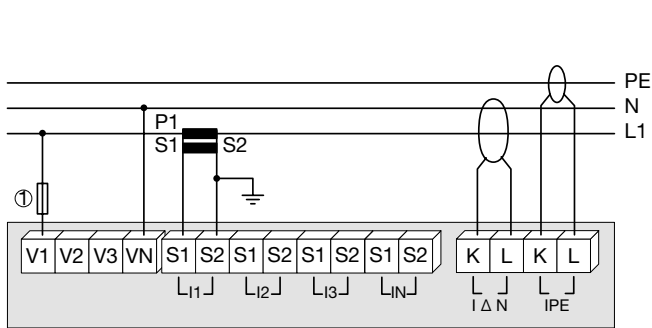 PE
N
L1
P1
S1 S2
①
V1 V2 V3 VN S1 S2 S1 S2 S1 S2 S1 S2 K L K L
I1 I2 I3 IN I Δ N IPE